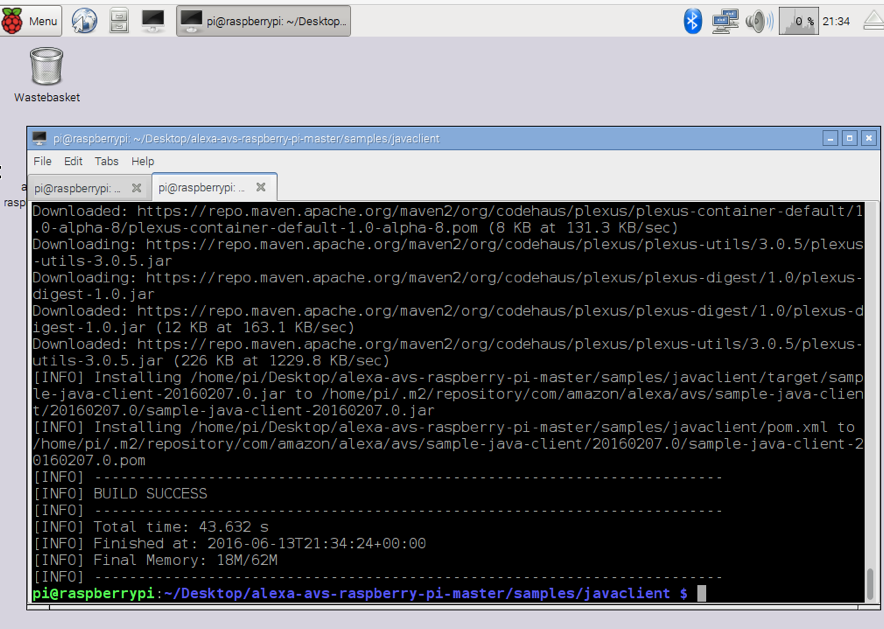 Menu
pi@raspberrypi: ~/Desktop...
0 %
21:34
Wastebasket
a
rasp
pi@raspberrypi: ~/Desktop/alexa-avs-raspberry-pi-master/samples/javaclient
File Edit Tabs Help
pi@raspberrypi: ...
pi@raspberrypi: ...
Downloaded: https://repo.maven.apache.org/maven2/org/codehaus/plexus/plexus-container-default/1
.0-alpha-8/plexus-container-default-1.0-alpha-8.pom (8 KB at 131.3 KB/sec)
Downloading: https://repo.maven.apache.org/maven2/org/codehaus/plexus/plexus-utils/3.0.5/plexus
-utils-3.0.5.jar
Downloading: https://repo.maven.apache.org/maven2/org/codehaus/plexus/plexus-digest/1.0/plexus-
digest-1.0.jar
Downloaded: https://repo.maven.apache.org/maven2/org/codehaus/plexus/plexus-digest/1.0/plexus-d
igest-1.0.jar (12 KB at 163.1 KB/sec)
Downloaded: https://repo.maven.apache.org/maven2/org/codehaus/plexus/plexus-utils/3.0.5/plexus-
utils-3.0.5.jar (226 KB at 1229.8 KB/sec)
[INFO] Installing /home/pi/Desktop/alexa-avs-raspberry-pi-master/samples/javaclient/target/samp
le-java-client-20160207.0.jar to /home/pi/.m2/repository/com/amazon/alexa/avs/sample-java-clien
t/20160207.0/sample-java-client-20160207.0.jar
[INFO] Installing /home/pi/Desktop/alexa-avs-raspberry-pi-master/samples/javaclient/pom.xml to
/home/pi/.m2/repository/com/amazon/alexa/avs/sample-java-client/20160207.0/sample-java-client-2
0160207.0.pom
[INFO] ------------------------------------------------------------------------
[INFO] BUILD SUCCESS
[INFO] ------------------------------------------------------------------------
[INFO] Total time: 43.632 s
[INFO] Finished at: 2016-06-13T21:34:24+00:00
[INFO] Final Memory: 18M/62M
[INFO] ------------------------------------------------------------------------
pi@raspberrypi:~/Desktop/alexa-avs-raspberry-pi-master/samples/javaclient $